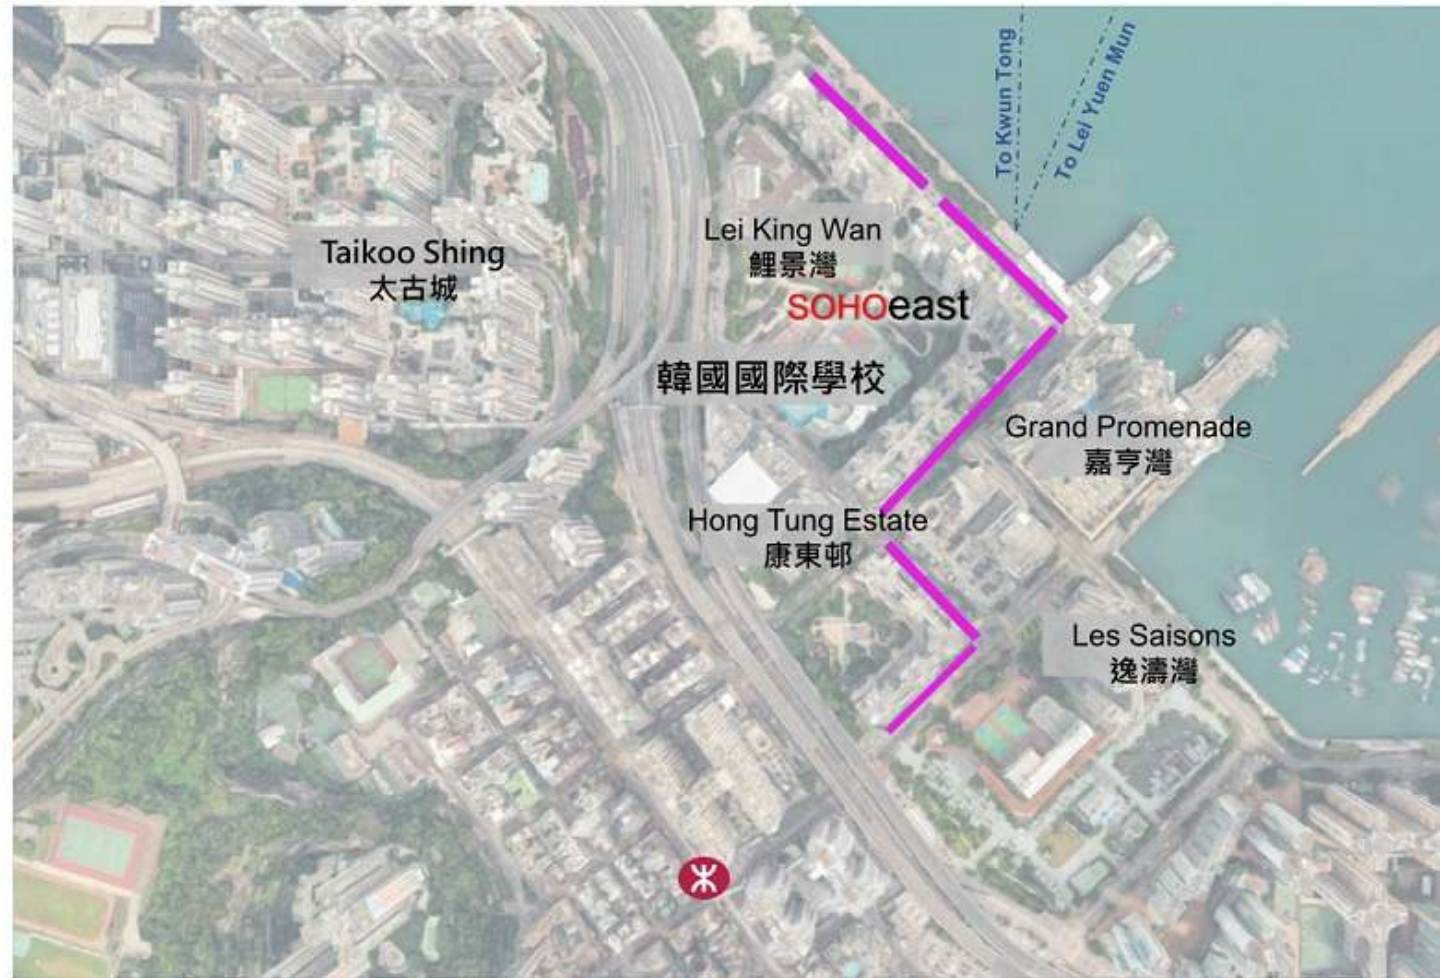 To Kwun Tong
To Lei Yuen Mun
Lei King Wan
鯉景灣
Taikoo Shing
太古城
SOHOeast
韓國國際學校
Grand Promenade
嘉亨灣
Hong Tung Estate
康東邨
Les Saisons
逸濤灣